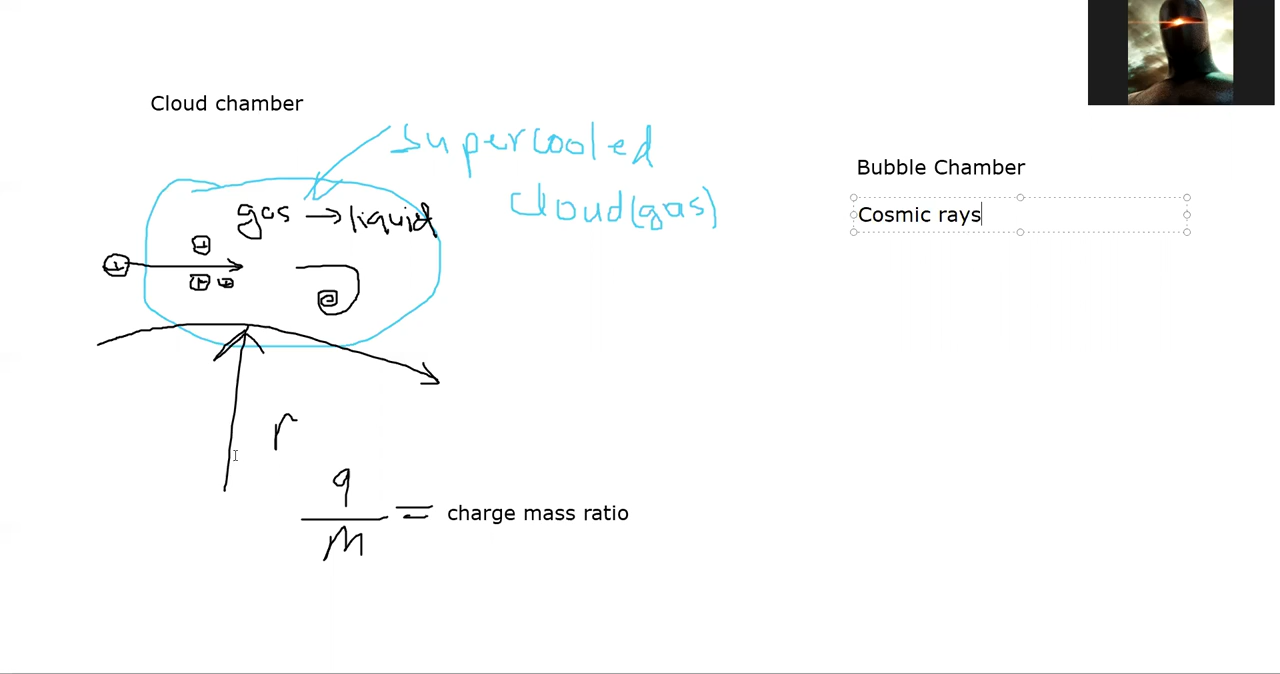 Cloud chamber
supercooled
cloud(gas)
gas → liquid
r
q
m
= charge mass ratio
Bubble Chamber
Cosmic rays